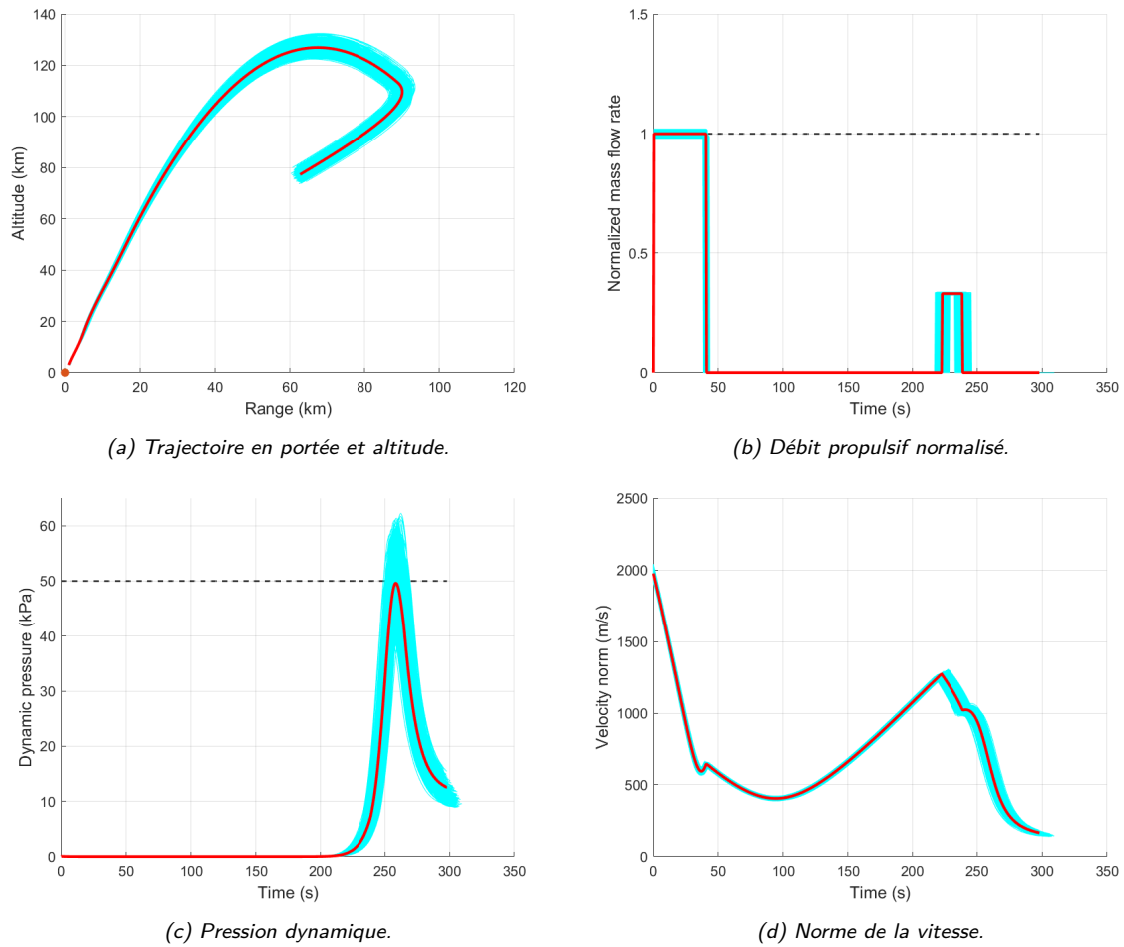 140
120
100
80
60
40
20
0
Altitude (km)
0 20 40 60 80 100 120
Range (km)
(a) Trajectoire en portée et altitude.
1.5
1
0.5
0
Normalized mass flow rate
0 50 100 150 200 250 300 350
Time (s)
(b) Débit propulsif normalisé.
60
50
40
30
20
10
0
Dynamic pressure (kPa)
0 50 100 150 200 250 300 350
Time (s)
(c) Pression dynamique.
2500
2000
1500
1000
500
0
Velocity norm (m/s)
0 50 100 150 200 250 300 350
Time (s)
(d) Norme de la vitesse.